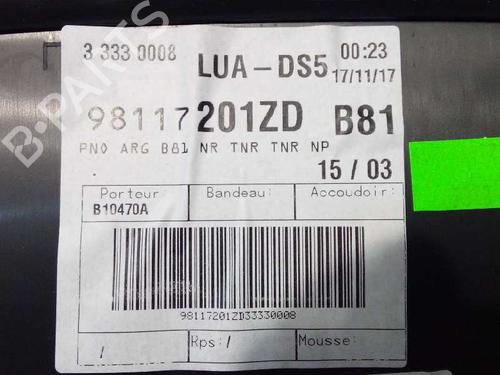 3 333 0008 LUA-DS5 00:23
17/11/17
98117201ZD B81
PNO ARG B81 NR TNR TNR NP
15 / 03
Porteur: Bandeau: Accoudoir:
B10470A
98117201ZD33330008
/ Rps: / Mousse:
B-PARTS